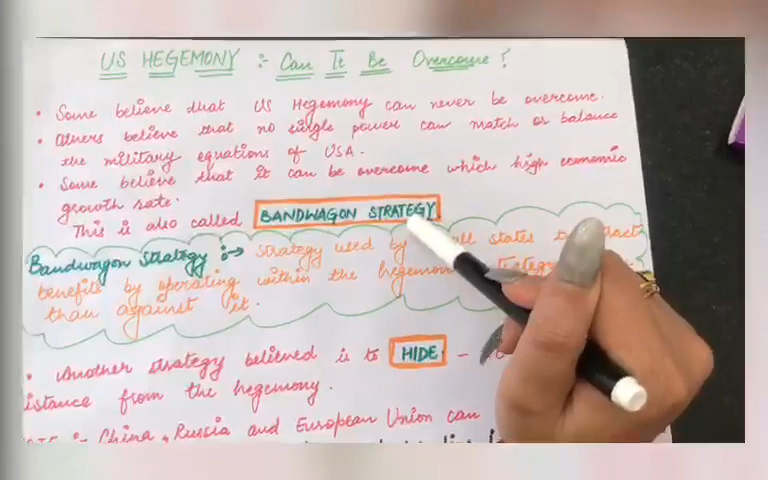 US HEGEMONY :- Can It Be Overcome?
• Some believe that US Hegemony can never be overcome.
• Others believe that no single power can match or balance
the military equations of USA.
• Some believe that it can be overcome which high economic
growth rate.
This is also called BANDWAGON STRATEGY
Bandwagon Strategy :→ strategy used by all states
benefits by operating within the hegemon
than against it.
• Another strategy believed is to HIDE -
istance from the hegemony.
:- China, Russia and European Union can